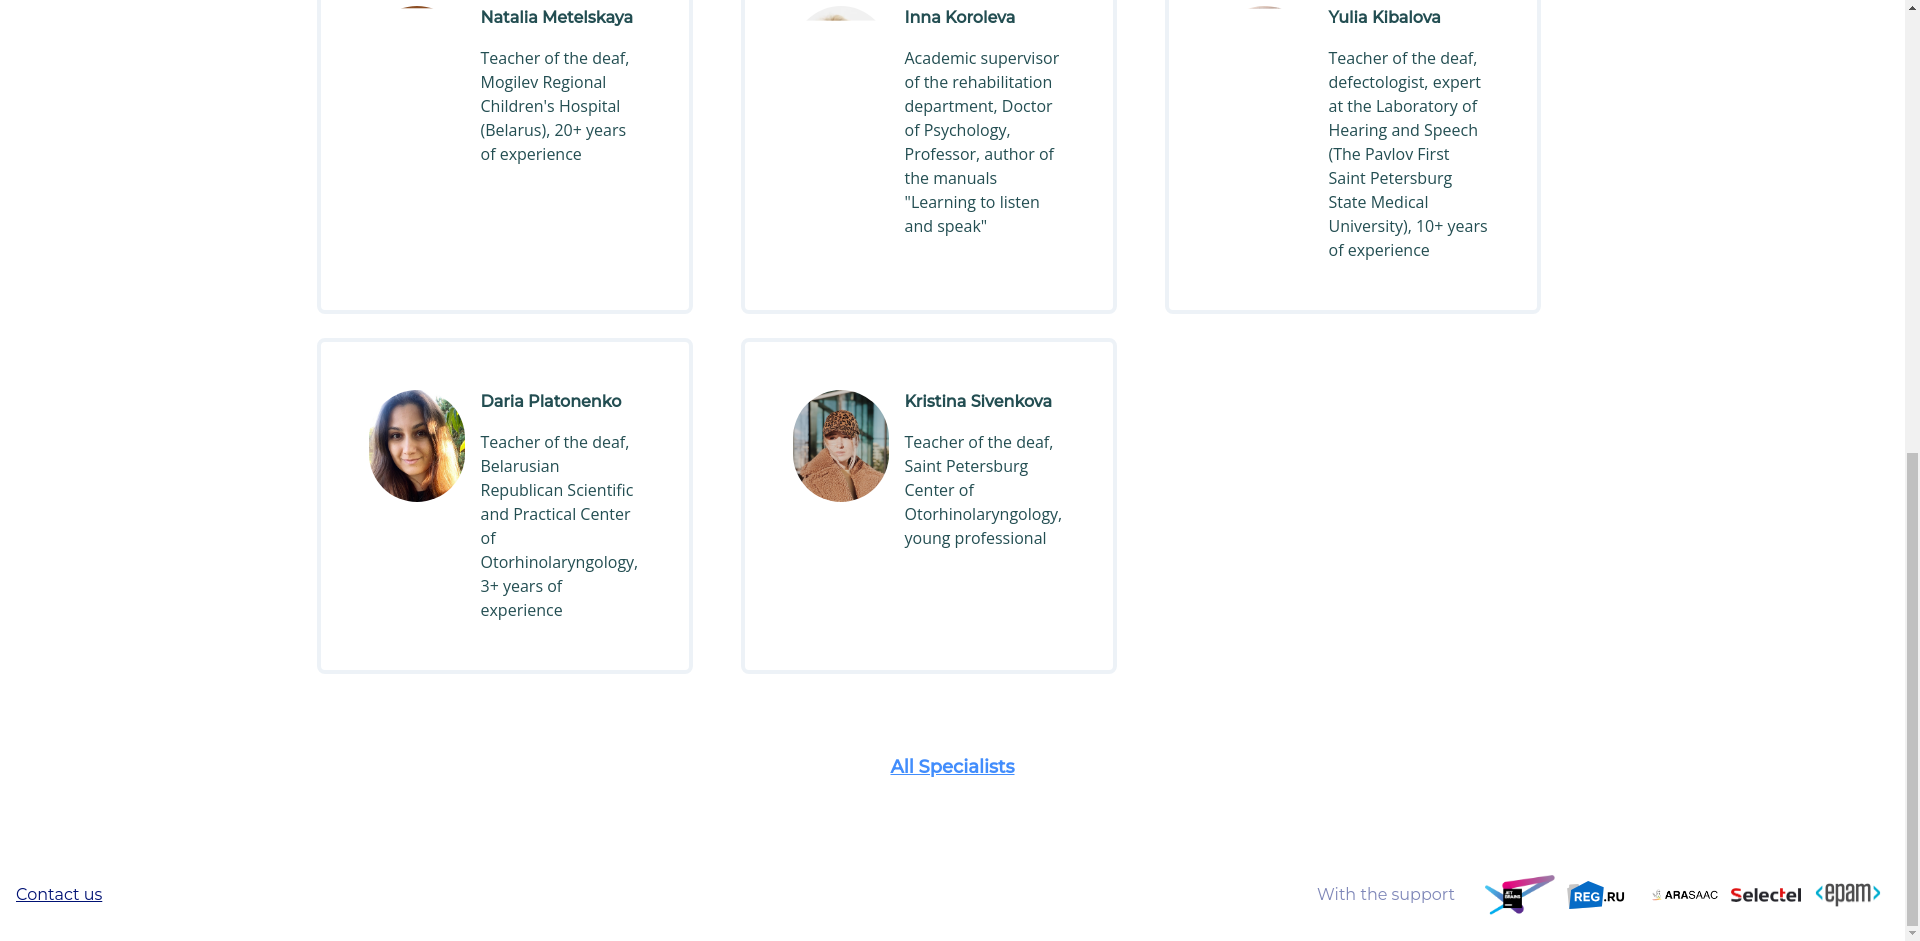 Natalia Metelskaya
Teacher of the deaf,
Mogilev Regional
Children's Hospital
(Belarus), 20+ years
of experience
Inna Koroleva
Academic supervisor
of the rehabilitation
department, Doctor
of Psychology,
Professor, author of
the manuals
"Learning to listen
and speak"
Yulia Kibalova
Teacher of the deaf,
defectologist, expert
at the Laboratory of
Hearing and Speech
(The Pavlov First
Saint Petersburg
State Medical
University), 10+ years
of experience
Daria Platonenko
Teacher of the deaf,
Belarusian
Republican Scientific
and Practical Center
of
Otorhinolaryngology,
3+ years of
experience
Kristina Sivenkova
Teacher of the deaf,
Saint Petersburg
Center of
Otorhinolaryngology,
young professional
All Specialists
Contact us
With the support
JET
BRAINS
REG.RU
ARASAAC
Selectel
<epam>